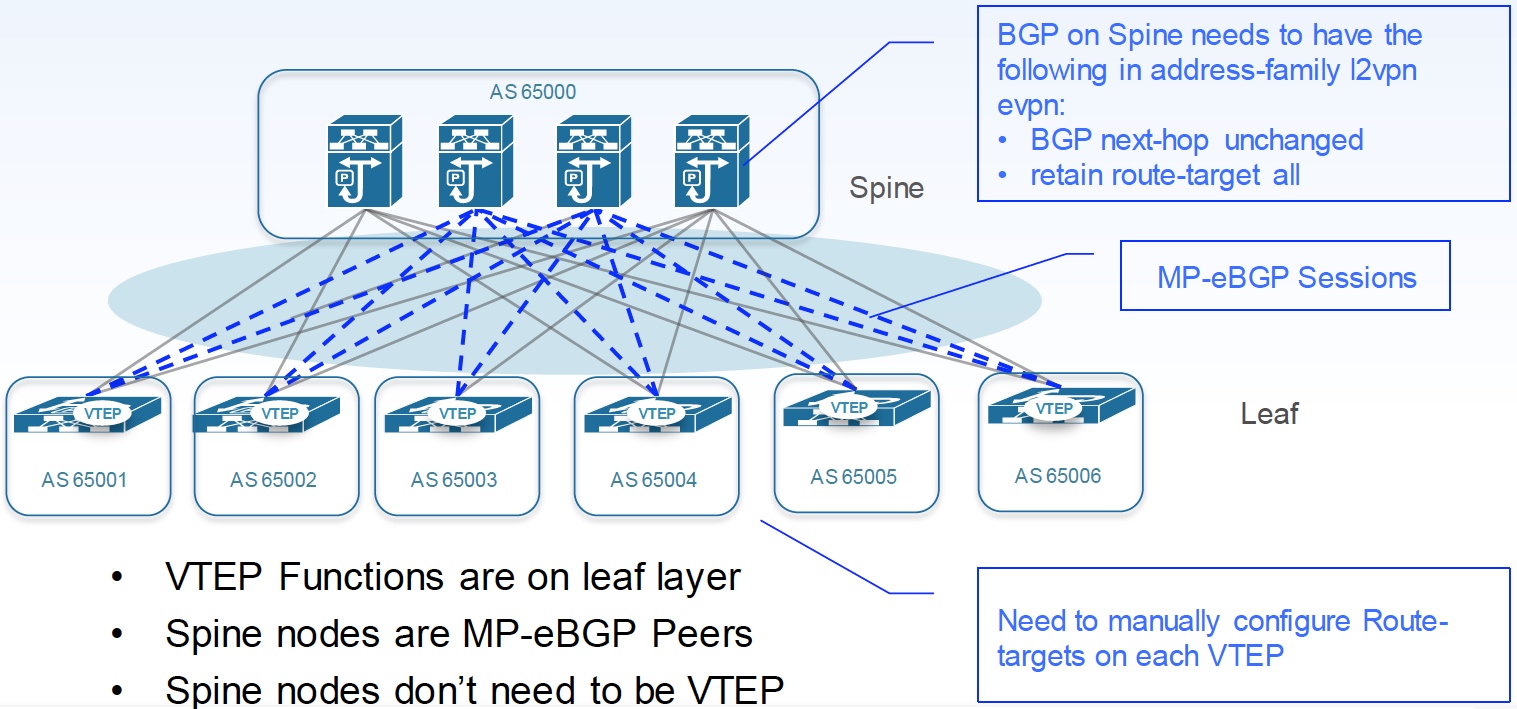 BGP on Spine needs to have the
following in address-family l2vpn
evpn:
• BGP next-hop unchanged
• retain route-target all
AS 65000
P
P
P
P
Spine
MP-eBGP Sessions
VTEP
VTEP
VTEP
VTEP
VTEP
VTEP
Leaf
AS 65001
AS 65002
AS 65003
AS 65004
AS 65005
AS 65006
• VTEP Functions are on leaf layer
• Spine nodes are MP-eBGP Peers
• Spine nodes don't need to be VTEP
Need to manually configure Route-
targets on each VTEP